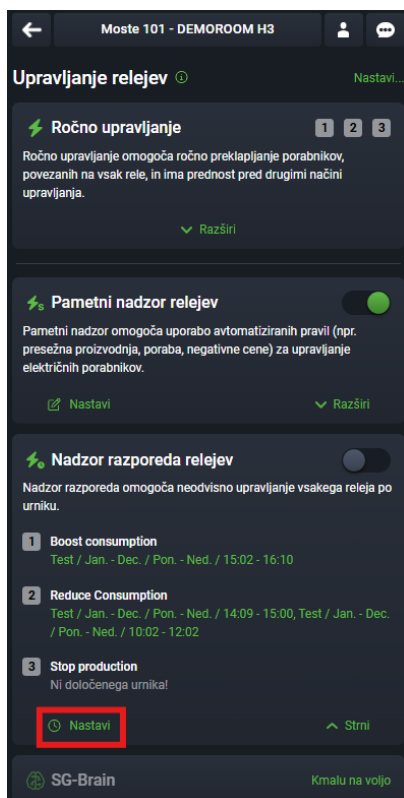 Moste 101 - DEMOROOM H3
Upravljanje relejev
Nastavi...
Ročno upravljanje
1 2 3
Ročno upravljanje omogoča ročno preklapljanje porabnikov,
povezanih na vsak rele, in ima prednost pred drugimi načini
upravljanja.
Razširi
Pametni nadzor relejev
Pametni nadzor omogoča uporabo avtomatiziranih pravil (npr.
presežna proizvodnja, poraba, negativne cene) za upravljanje
električnih porabnikov.
Nastavi
Razširi
Nadzor razporeda relejev
Nadzor razporeda omogoča neodvisno upravljanje vsakega releja po
urniku.
1 Boost consumption
Test / Jan. - Dec. / Pon. - Ned. / 15:02 - 16:10
2 Reduce Consumption
Test / Jan. - Dec. / Pon. - Ned. / 14:09 - 15:00, Test / Jan. - Dec.
/ Pon. - Ned. / 10:02 - 12:02
3 Stop production
Ni določenega urnika!
Nastavi
Strni
SG-Brain
Kmalu na voljo